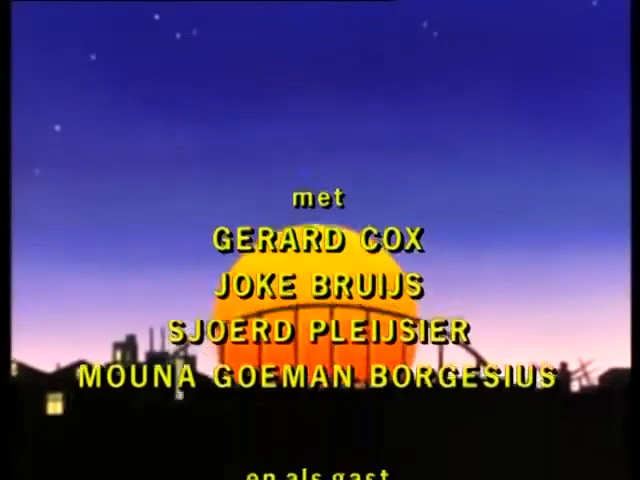 met
GERARD COX
JOKE BRUIJS
SJOERD PLEIJSIER
MOUNA GOEMAN BORGESIUS
en als gast